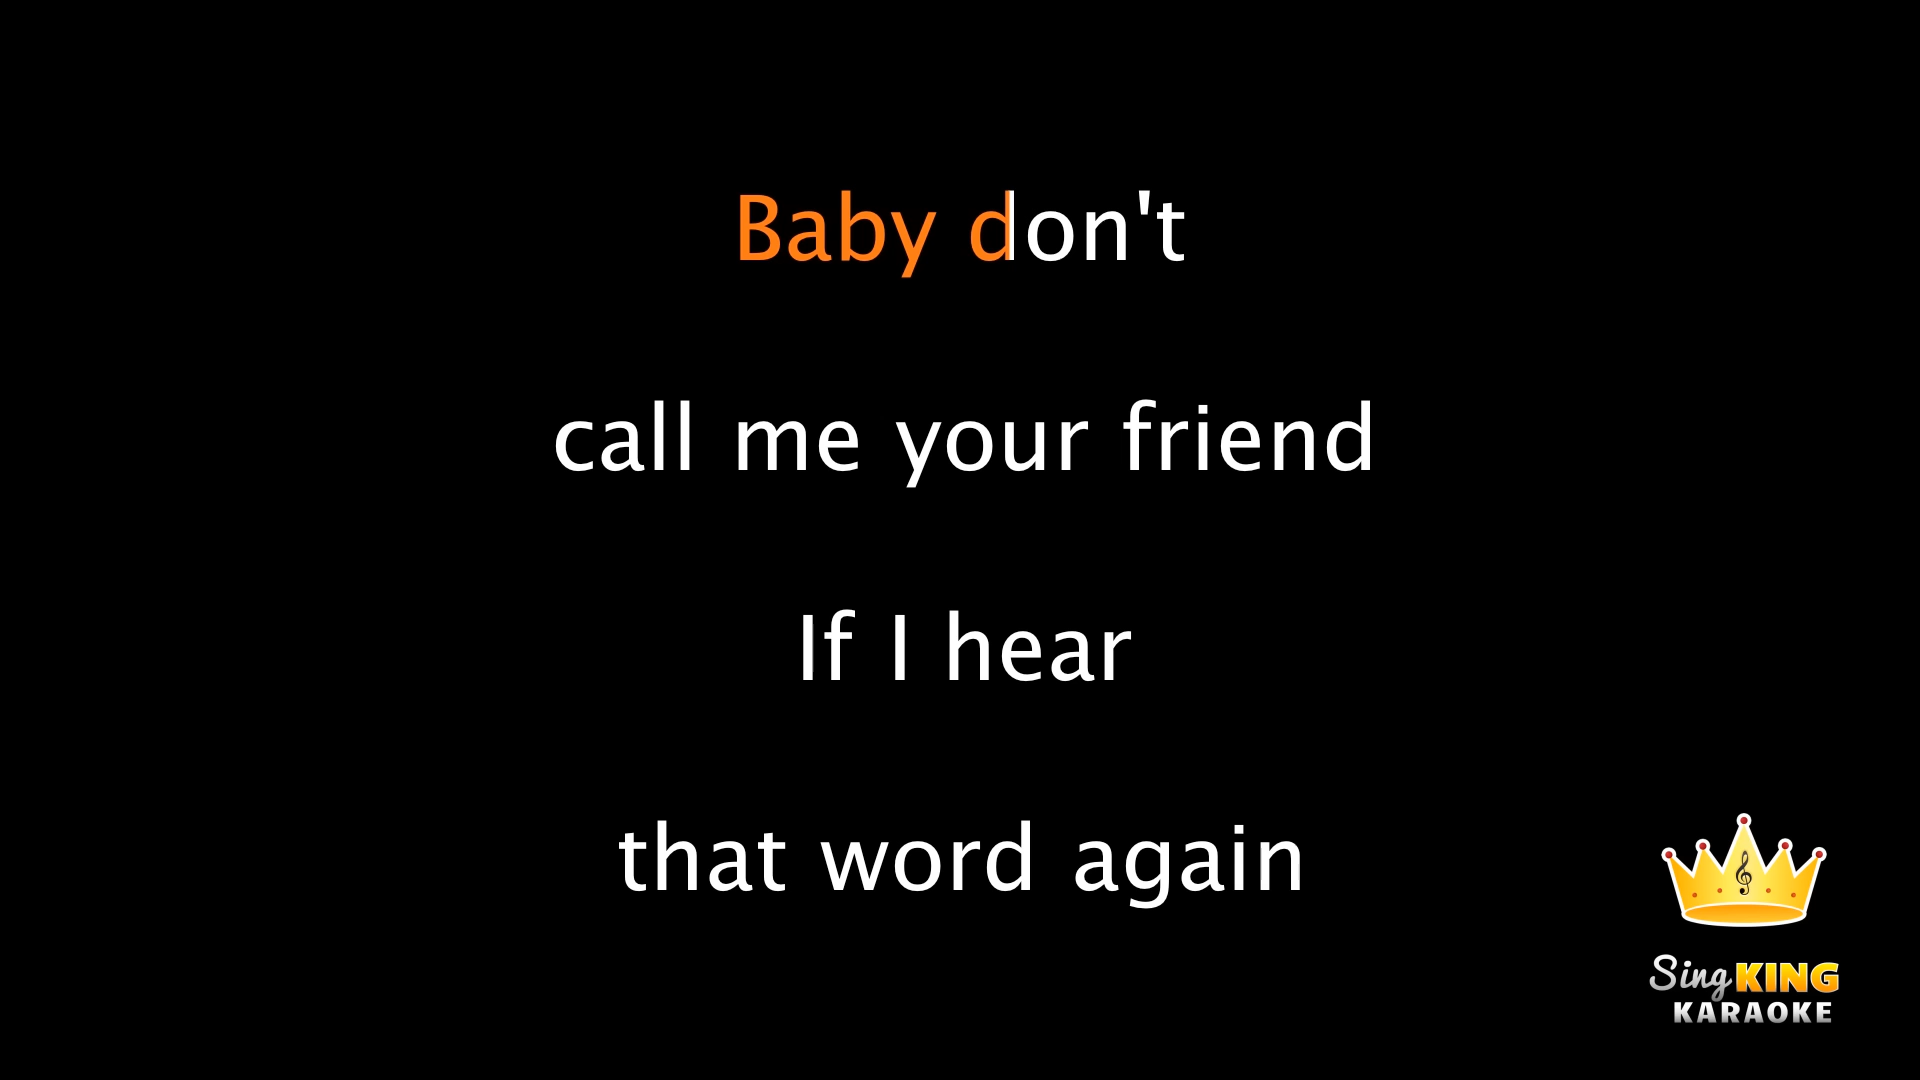 Baby don't
call me your friend
If I hear
that word again
Sing KING
KARAOKE